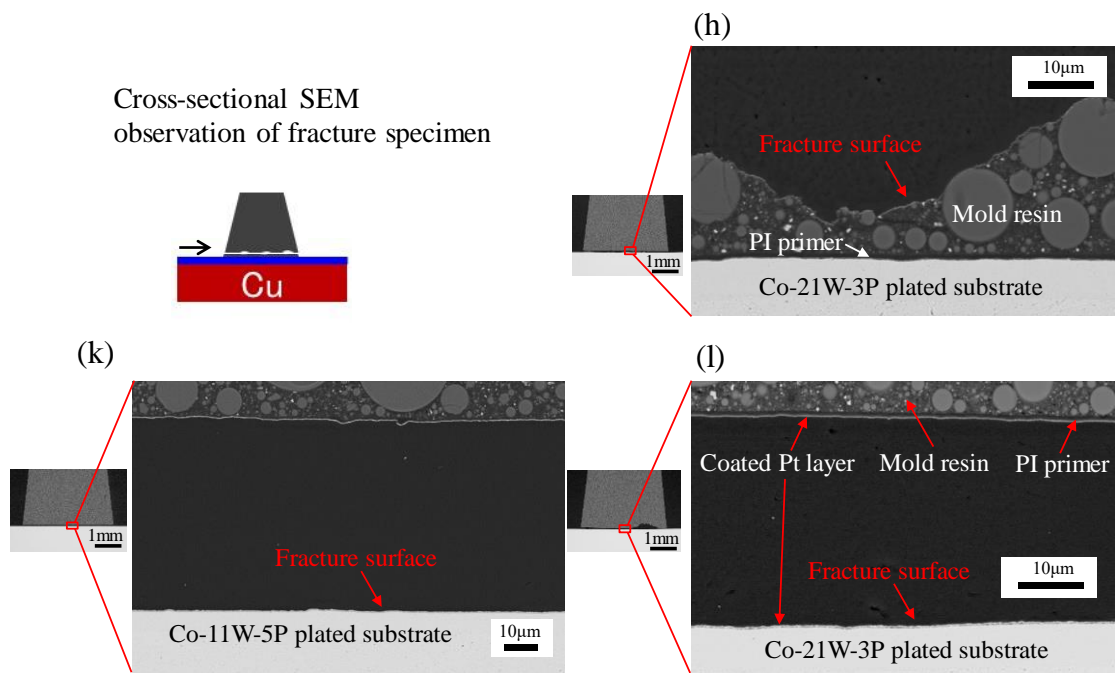 (h)
Cross-sectional SEM
observation of fracture specimen
Cu
10μm
Fracture surface
Mold resin
PI primer
1mm
Co-21W-3P plated substrate
(k)
Fracture surface
1mm
Co-11W-5P plated substrate
10μm
(l)
Coated Pt layer
Mold resin
PI primer
1mm
10μm
Fracture surface
Co-21W-3P plated substrate